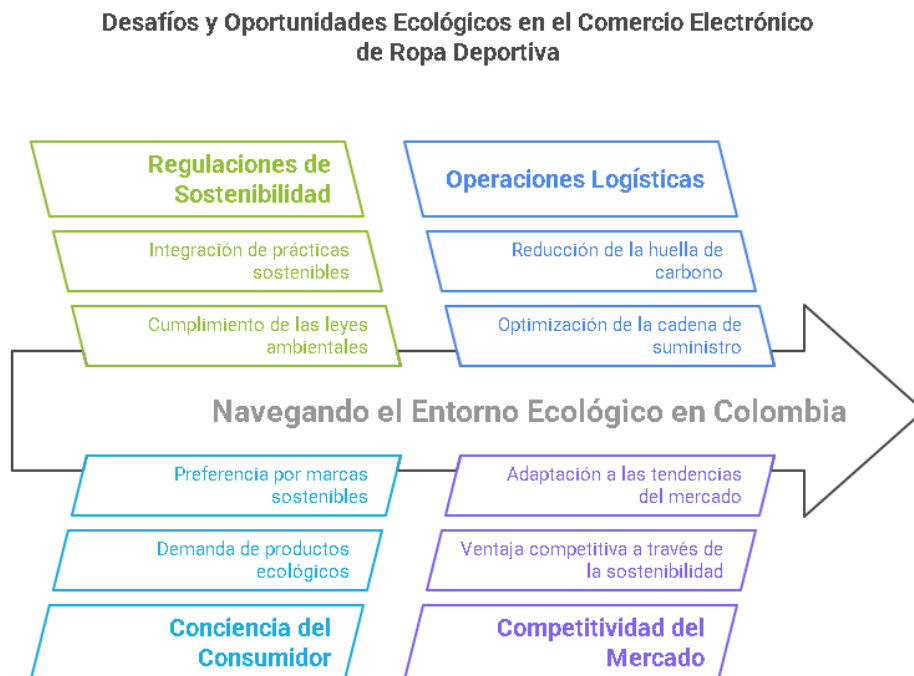 Desafíos y Oportunidades Ecológicos en el Comercio Electrónico
de Ropa Deportiva
Regulaciones de
Sostenibilidad
Integración de prácticas
sostenibles
Cumplimiento de las leyes
ambientales
Operaciones Logísticas
Reducción de la huella de
carbono
Optimización de la cadena de
suministro
Navegando el Entorno Ecológico en Colombia
Preferencia por marcas
sostenibles
Demanda de productos
ecológicos
Conciencia del
Consumidor
Adaptación a las tendencias
del mercado
Ventaja competitiva a través de
la sostenibilidad
Competitividad del
Mercado